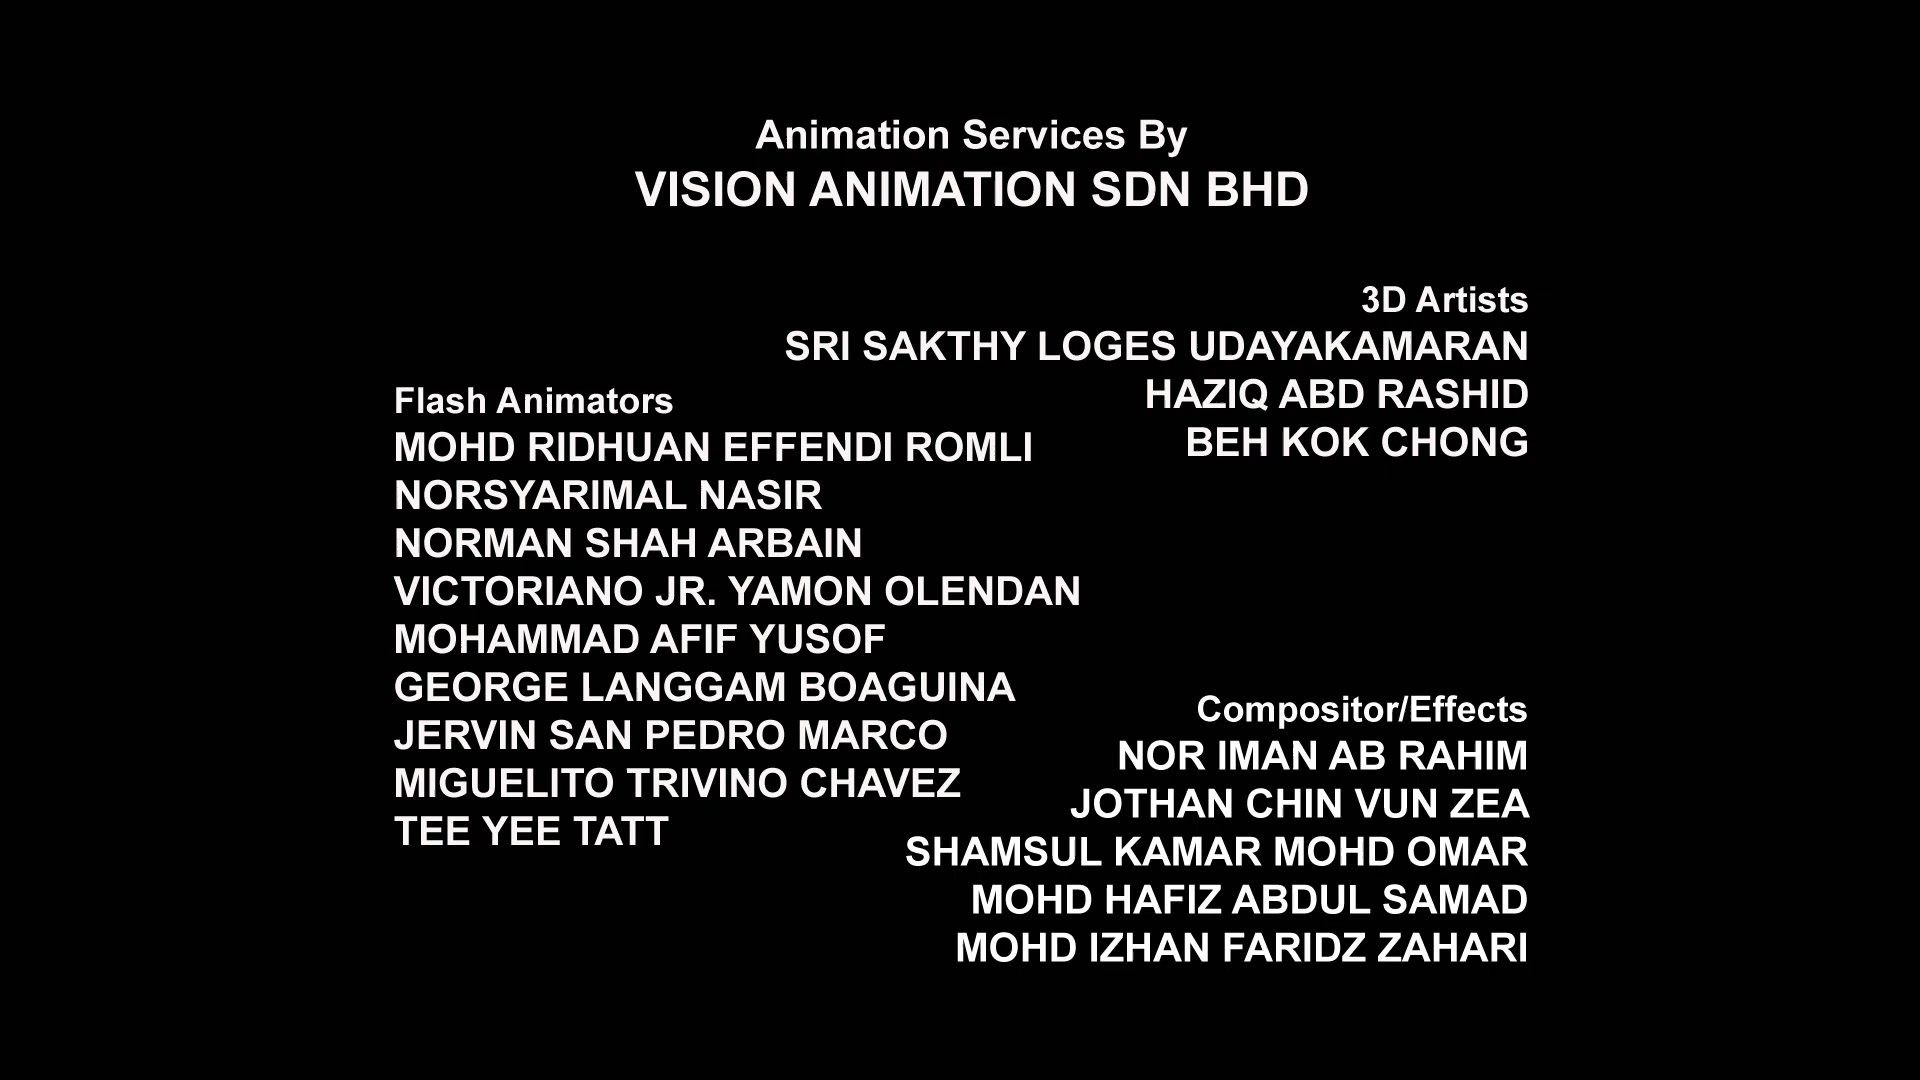 Animation Services By
VISION ANIMATION SDN BHD
Flash Animators
MOHD RIDHUAN EFFENDI ROMLI
NORSYARIMAL NASIR
NORMAN SHAH ARBAIN
VICTORIANO JR. YAMON OLENDAN
MOHAMMAD AFIF YUSOF
GEORGE LANGGAM BOAGUINA
JERVIN SAN PEDRO MARCO
MIGUELITO TRIVINO CHAVEZ
TEE YEE TATT
3D Artists
SRI SAKTHY LOGES UDAYAKAMARAN
HAZIQ ABD RASHID
BEH KOK CHONG
Compositor/Effects
NOR IMAN AB RAHIM
JOTHAN CHIN VUN ZEA
SHAMSUL KAMAR MOHD OMAR
MOHD HAFIZ ABDUL SAMAD
MOHD IZHAN FARIDZ ZAHARI